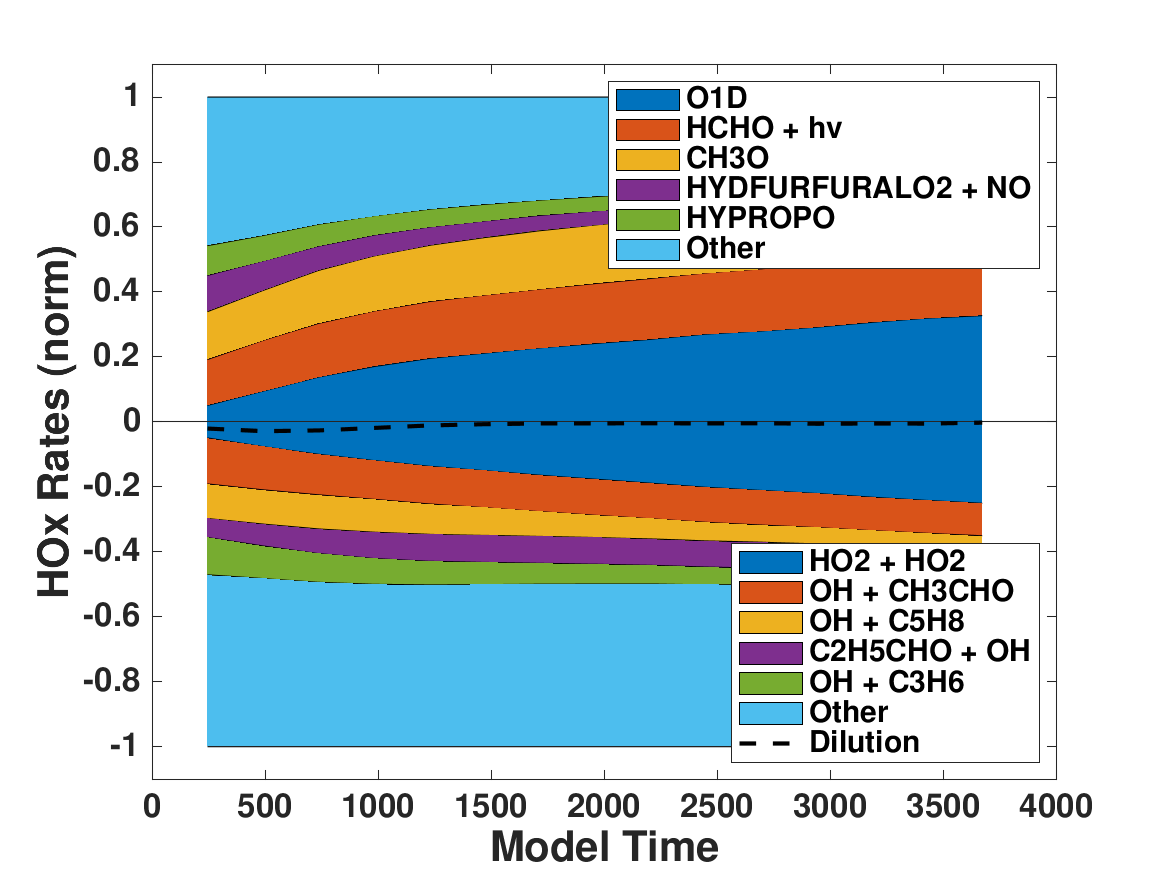 1
0.8
0.6
0.4
0.2
0
-0.2
-0.4
-0.6
-0.8
-1
HOx Rates (norm)
O1D
HCHO + hv
CH3O
HYDFURFURALO2 + NO
HYPROPO
Other
HO2 + HO2
OH + CH3CHO
OH + C5H8
C2H5CHO + OH
OH + C3H6
Other
Dilution
0 500 1000 1500 2000 2500 3000 3500 4000
Model Time